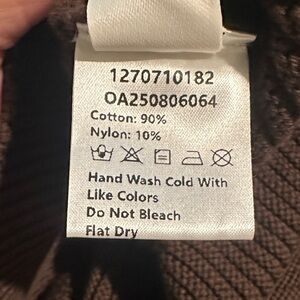 1270710182
OA250806064
Cotton: 90%
Nylon: 10%
Hand Wash Cold With
Like Colors
Do Not Bleach
Flat Dry